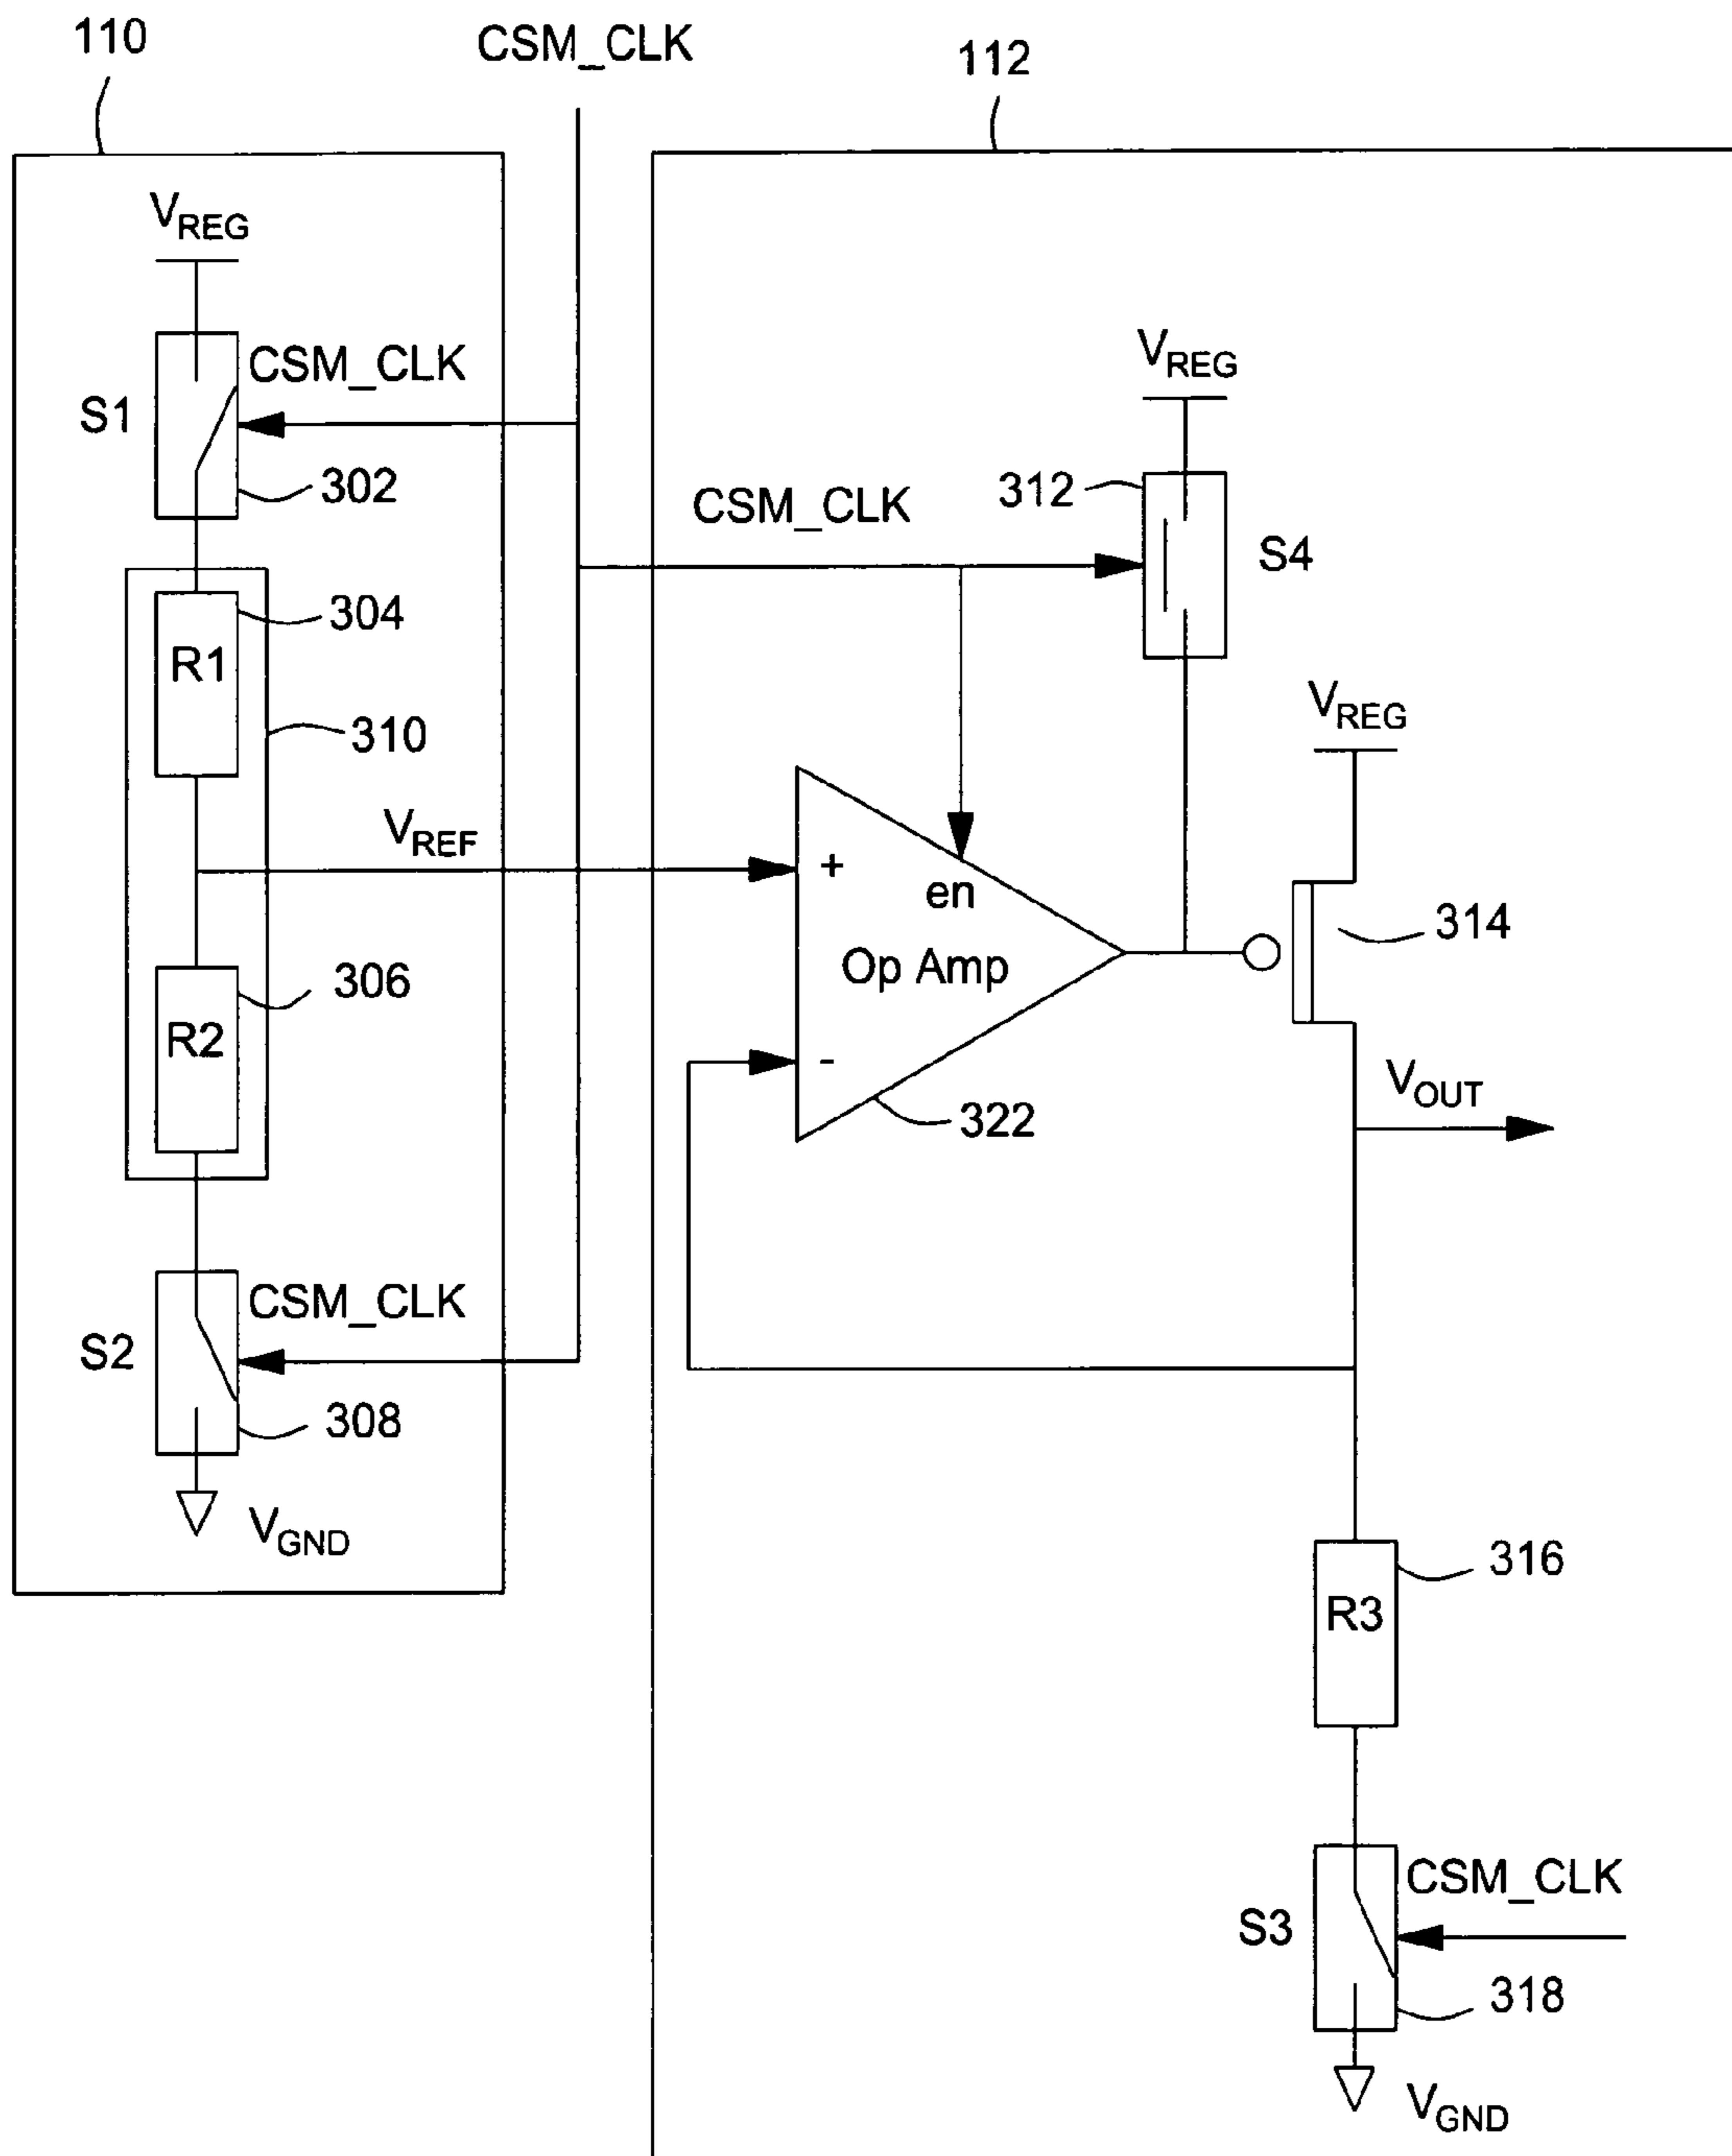 110
CSM_CLK
112
VREG
CSM_CLK
S1
302
VREG
312
CSM_CLK
S4
304
R1
310
VREG
VREF
+
en
314
Op Amp
306
R2
-
VOUT
322
CSM_CLK
S2
308
VGND
316
R3
CSM_CLK
S3
318
VGND